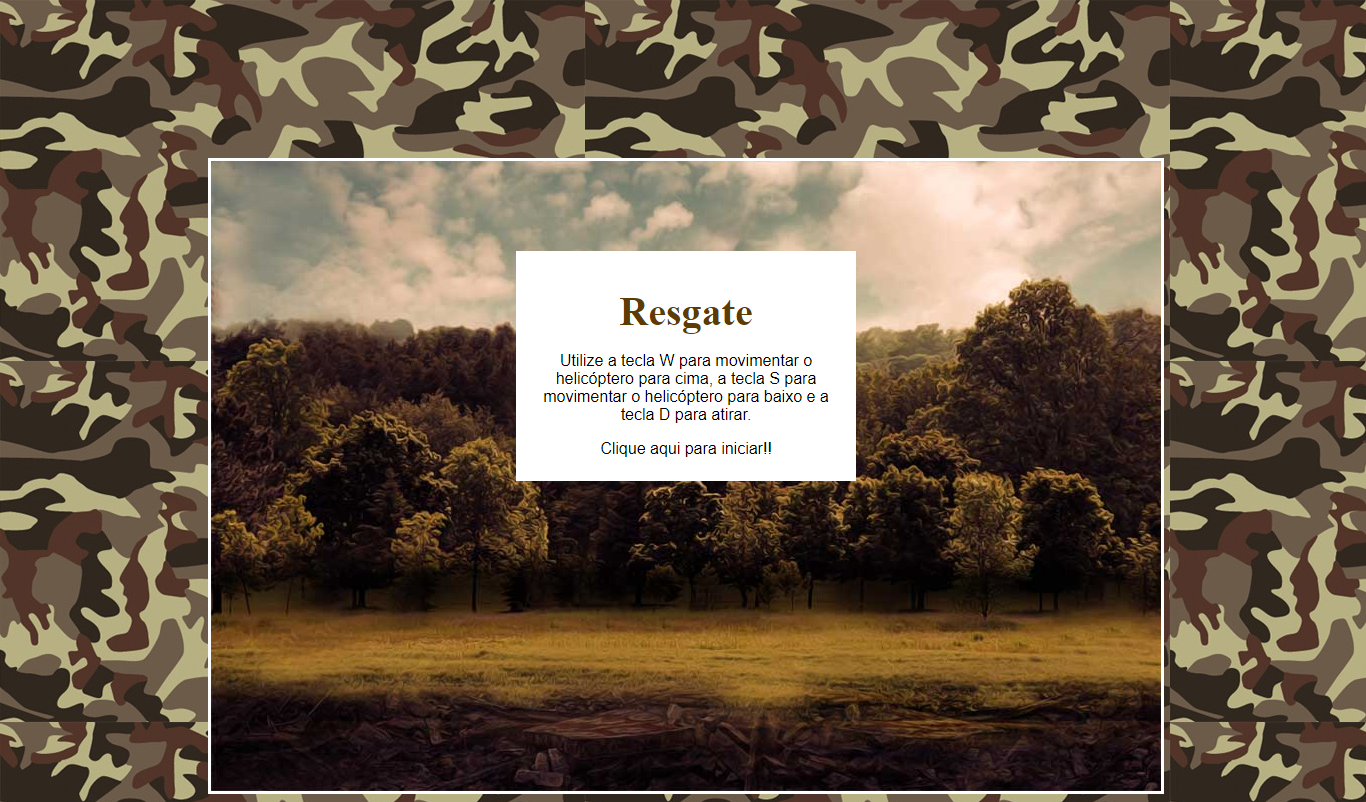 Resgate
Utilize a tecla W para movimentar o
helicóptero para cima, a tecla S para
movimentar o helicóptero para baixo e a
tecla D para atirar.
Clique aqui para iniciar!!